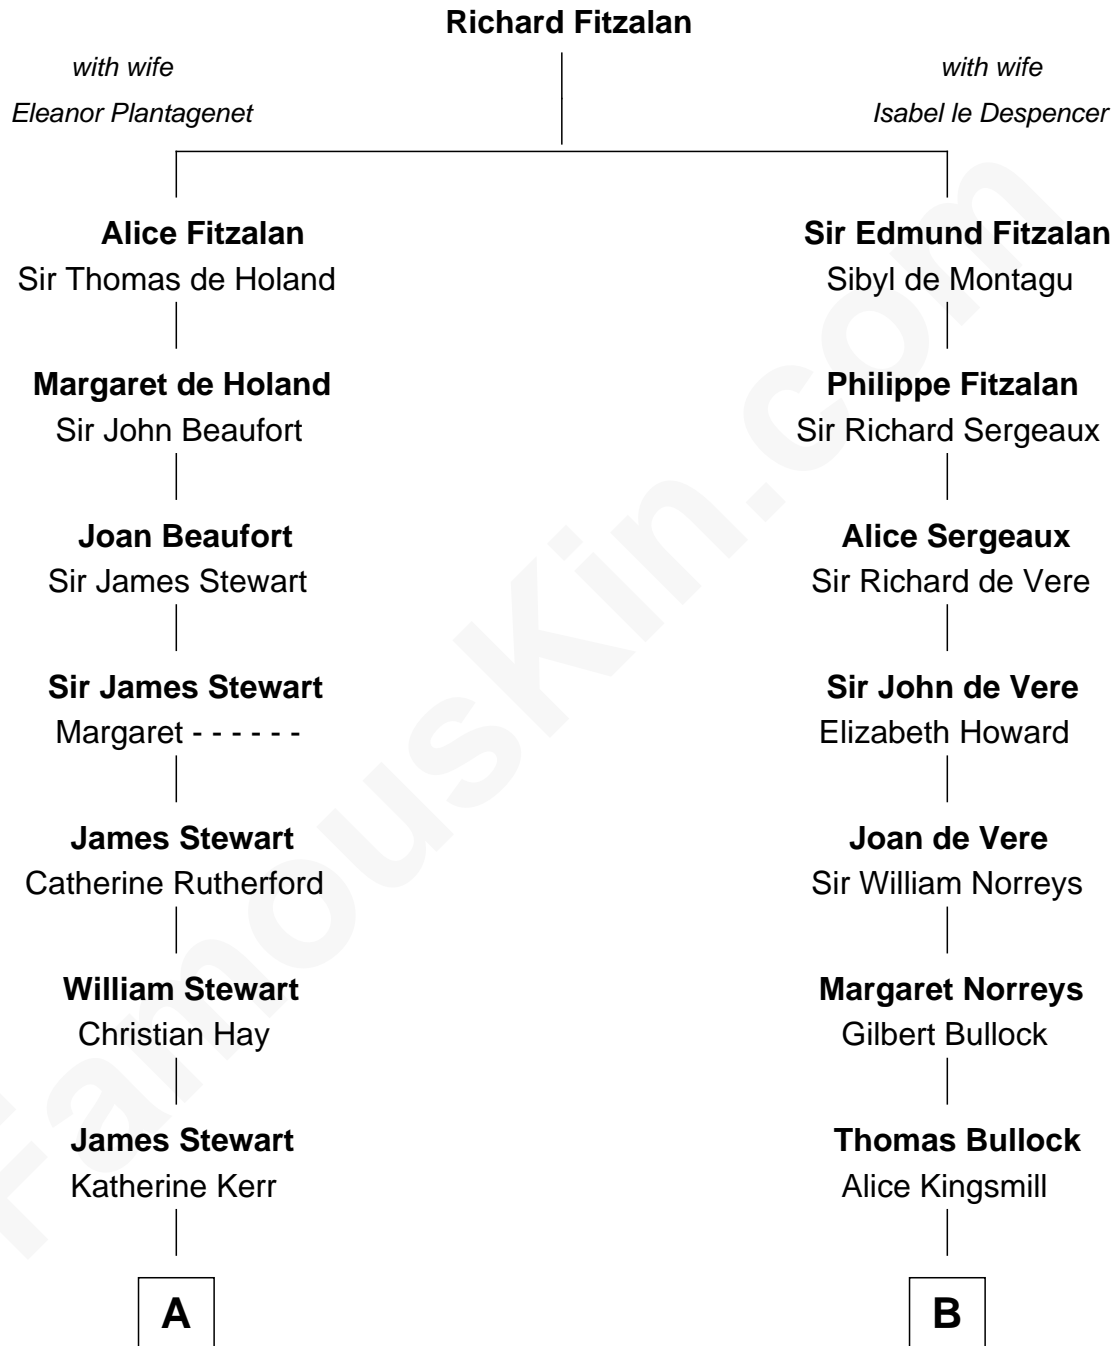 Richard Fitzalan
with wife
Eleanor Plantagenet
with wife
Isabel le Despencer
Alice Fitzalan
Sir Thomas de Holand
Sir Edmund Fitzalan
Sibyl de Montagu
Margaret de Holand
Sir John Beaufort
Philippe Fitzalan
Sir Richard Sergeaux
Joan Beaufort
Sir James Stewart
Alice Sergeaux
Sir Richard de Vere
Sir James Stewart
Margaret - - - - - -
Sir John de Vere
Elizabeth Howard
James Stewart
Catherine Rutherford
Joan de Vere
Sir William Norreys
William Stewart
Christian Hay
Margaret Norreys
Gilbert Bullock
James Stewart
Katherine Kerr
Thomas Bullock
Alice Kingsmill
A
B
FamousKin.com